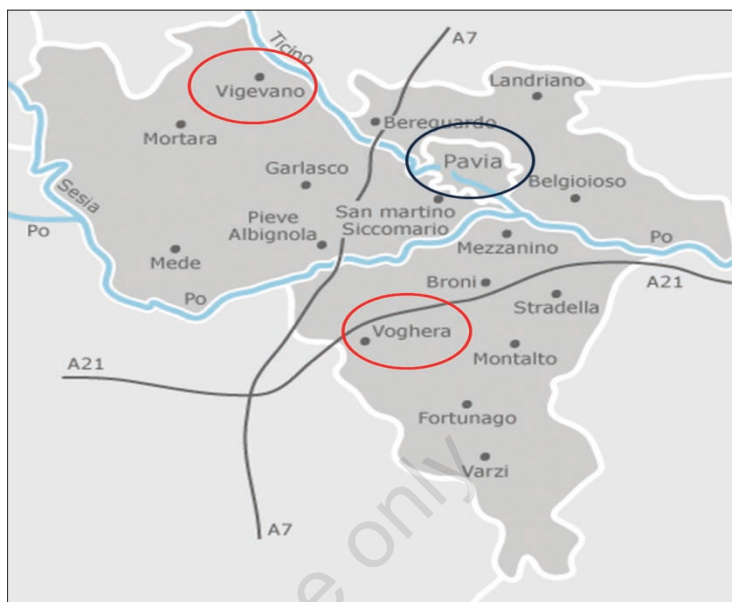 A7
Ticino
Landriano
Vigevano
Bereguardo
Mortara
Pavia
Garlasco
Belgioioso
Sesia
San martino
Siccomario
Pieve
Albignola
Po
Mezzanino
Po
Mede
Broni
A21
Po
Stradella
Voghera
A21
Montalto
Fortunago
Varzi
A7
e only